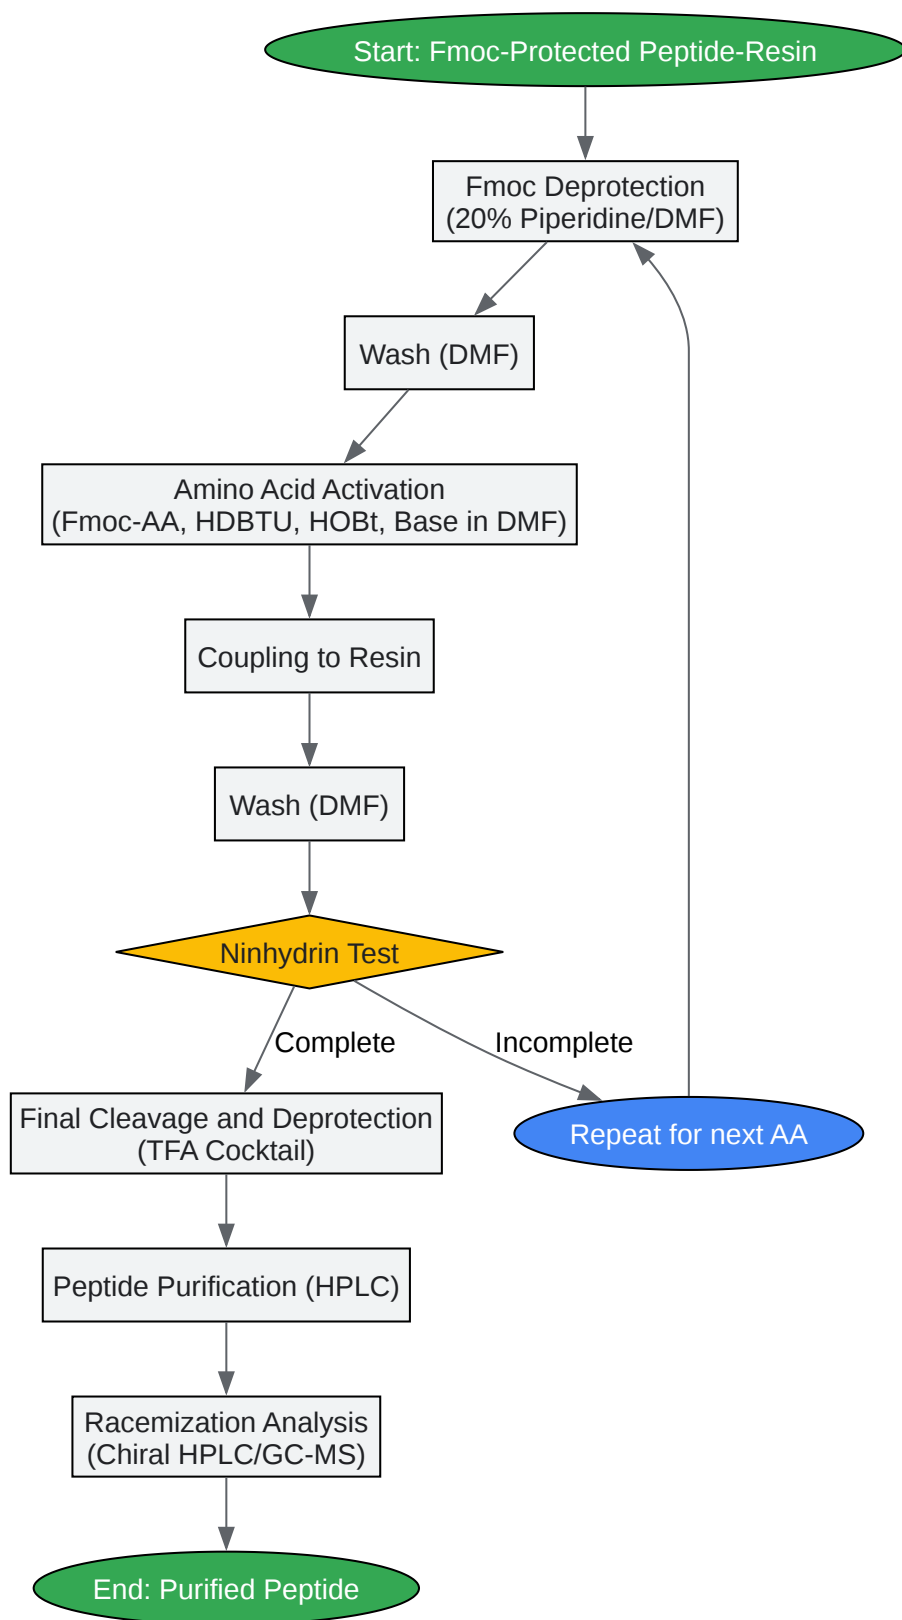 Start: Fmoc-Protected Peptide-Resin
Fmoc Deprotection
(20% Piperidine/DMF)
Wash (DMF)
Amino Acid Activation
(Fmoc-AA, HDBTU, HOBt, Base in DMF)
Coupling to Resin
Wash (DMF)
Ninhydrin Test
Complete
Incomplete
Final Cleavage and Deprotection
(TFA Cocktail)
Repeat for next AA
Peptide Purification (HPLC)
Racemization Analysis
(Chiral HPLC/GC-MS)
End: Purified Peptide